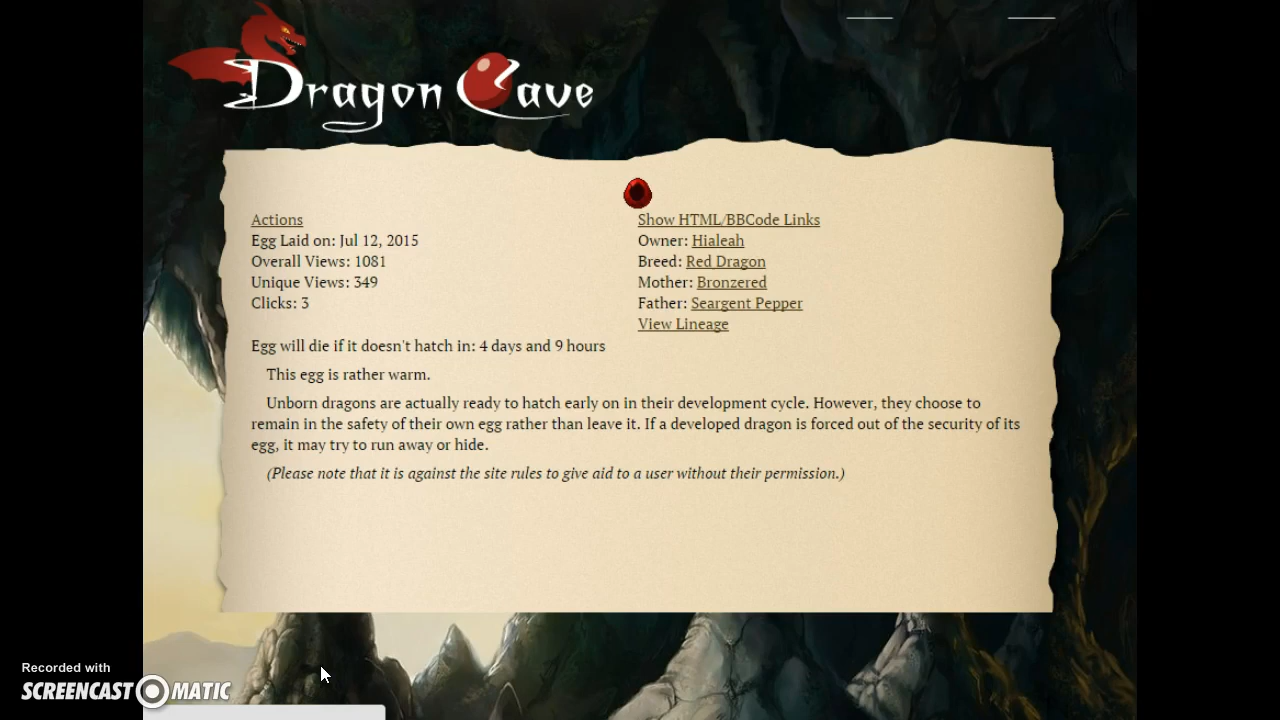 Dragon Cave
Actions
Egg Laid on: Jul 12, 2015
Overall Views: 1081
Unique Views: 349
Clicks: 3
Show HTML/BBCode Links
Owner: Hialeah
Breed: Red Dragon
Mother: Bronzered
Father: Seargent Pepper
View Lineage
Egg will die if it doesn't hatch in: 4 days and 9 hours
This egg is rather warm.
Unborn dragons are actually ready to hatch early on in their development cycle. However, they choose to
remain in the safety of their own egg rather than leave it. If a developed dragon is forced out of the security of its
egg, it may try to run away or hide.
(Please note that it is against the site rules to give aid to a user without their permission.)
Recorded with
SCREENCAST-O-MATIC